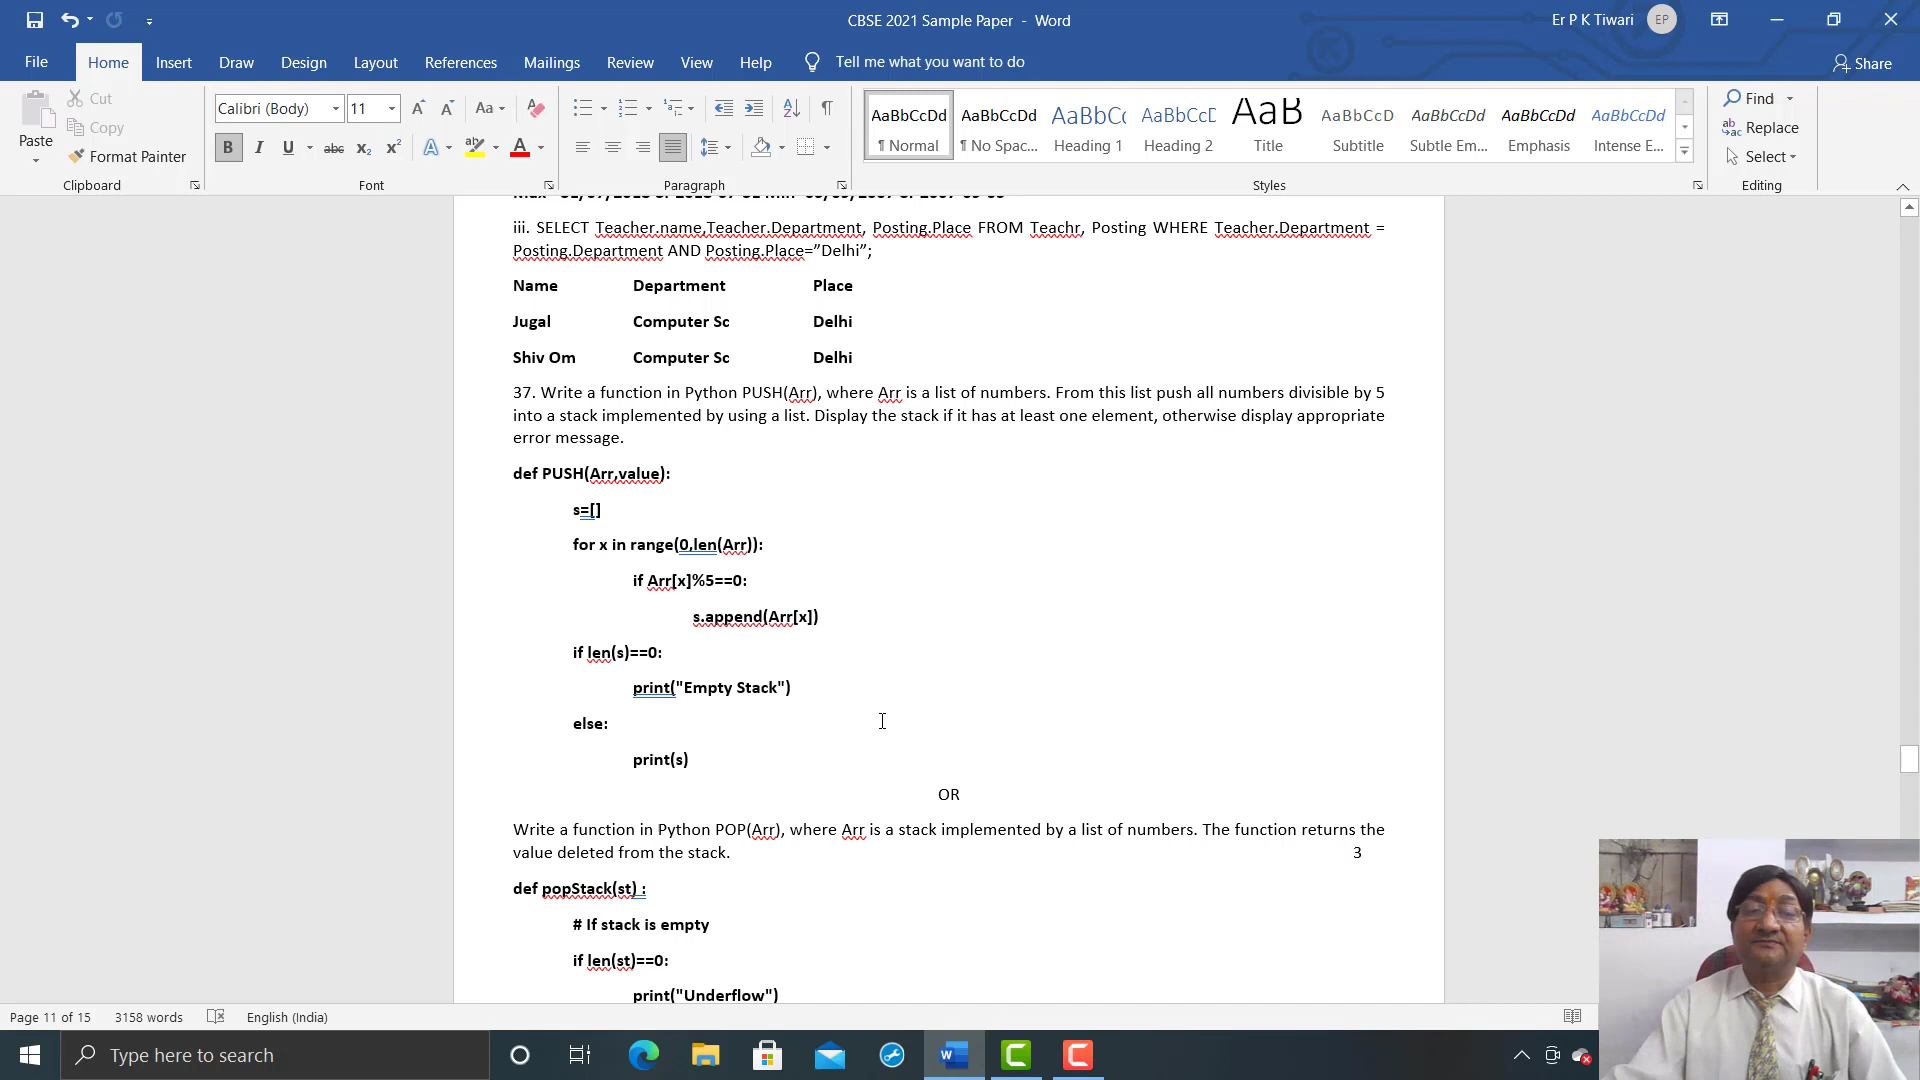 CBSE 2021 Sample Paper - Word
Er P K Tiwari
EP
File
Home
Insert
Draw
Design
Layout
References
Mailings
Review
View
Help
Tell me what you want to do
Share
Paste
Cut
Copy
Format Painter
Clipboard
Calibri (Body)
11
Font
Paragraph
AaBbCcDd
¶ Normal
AaBbCcDd
¶ No Spac...
AaBbC
Heading 1
AaBbCcD
Heading 2
AaB
Title
AaBbCcD
Subtitle
AaBbCcDd
Subtle Em...
AaBbCcDd
Emphasis
AaBbCcDd
Intense E...
Styles
Find
Replace
Select
Editing
iii. SELECT Teacher.name,Teacher.Department, Posting.Place FROM Teachr, Posting WHERE Teacher.Department =
Posting.Department AND Posting.Place=”Delhi”;
Name Department Place
Jugal Computer Sc Delhi
Shiv Om Computer Sc Delhi
37. Write a function in Python PUSH(Arr), where Arr is a list of numbers. From this list push all numbers divisible by 5
into a stack implemented by using a list. Display the stack if it has at least one element, otherwise display appropriate
error message.
def PUSH(Arr,value):
s=[]
for x in range(0,len(Arr)):
if Arr[x]%5==0:
s.append(Arr[x])
if len(s)==0:
print("Empty Stack")
else:
print(s)
OR
Write a function in Python POP(Arr), where Arr is a stack implemented by a list of numbers. The function returns the
value deleted from the stack. 3
def popStack(st) :
# If stack is empty
if len(st)==0:
print("Underflow")
Page 11 of 15
3158 words
English (India)
Type here to search